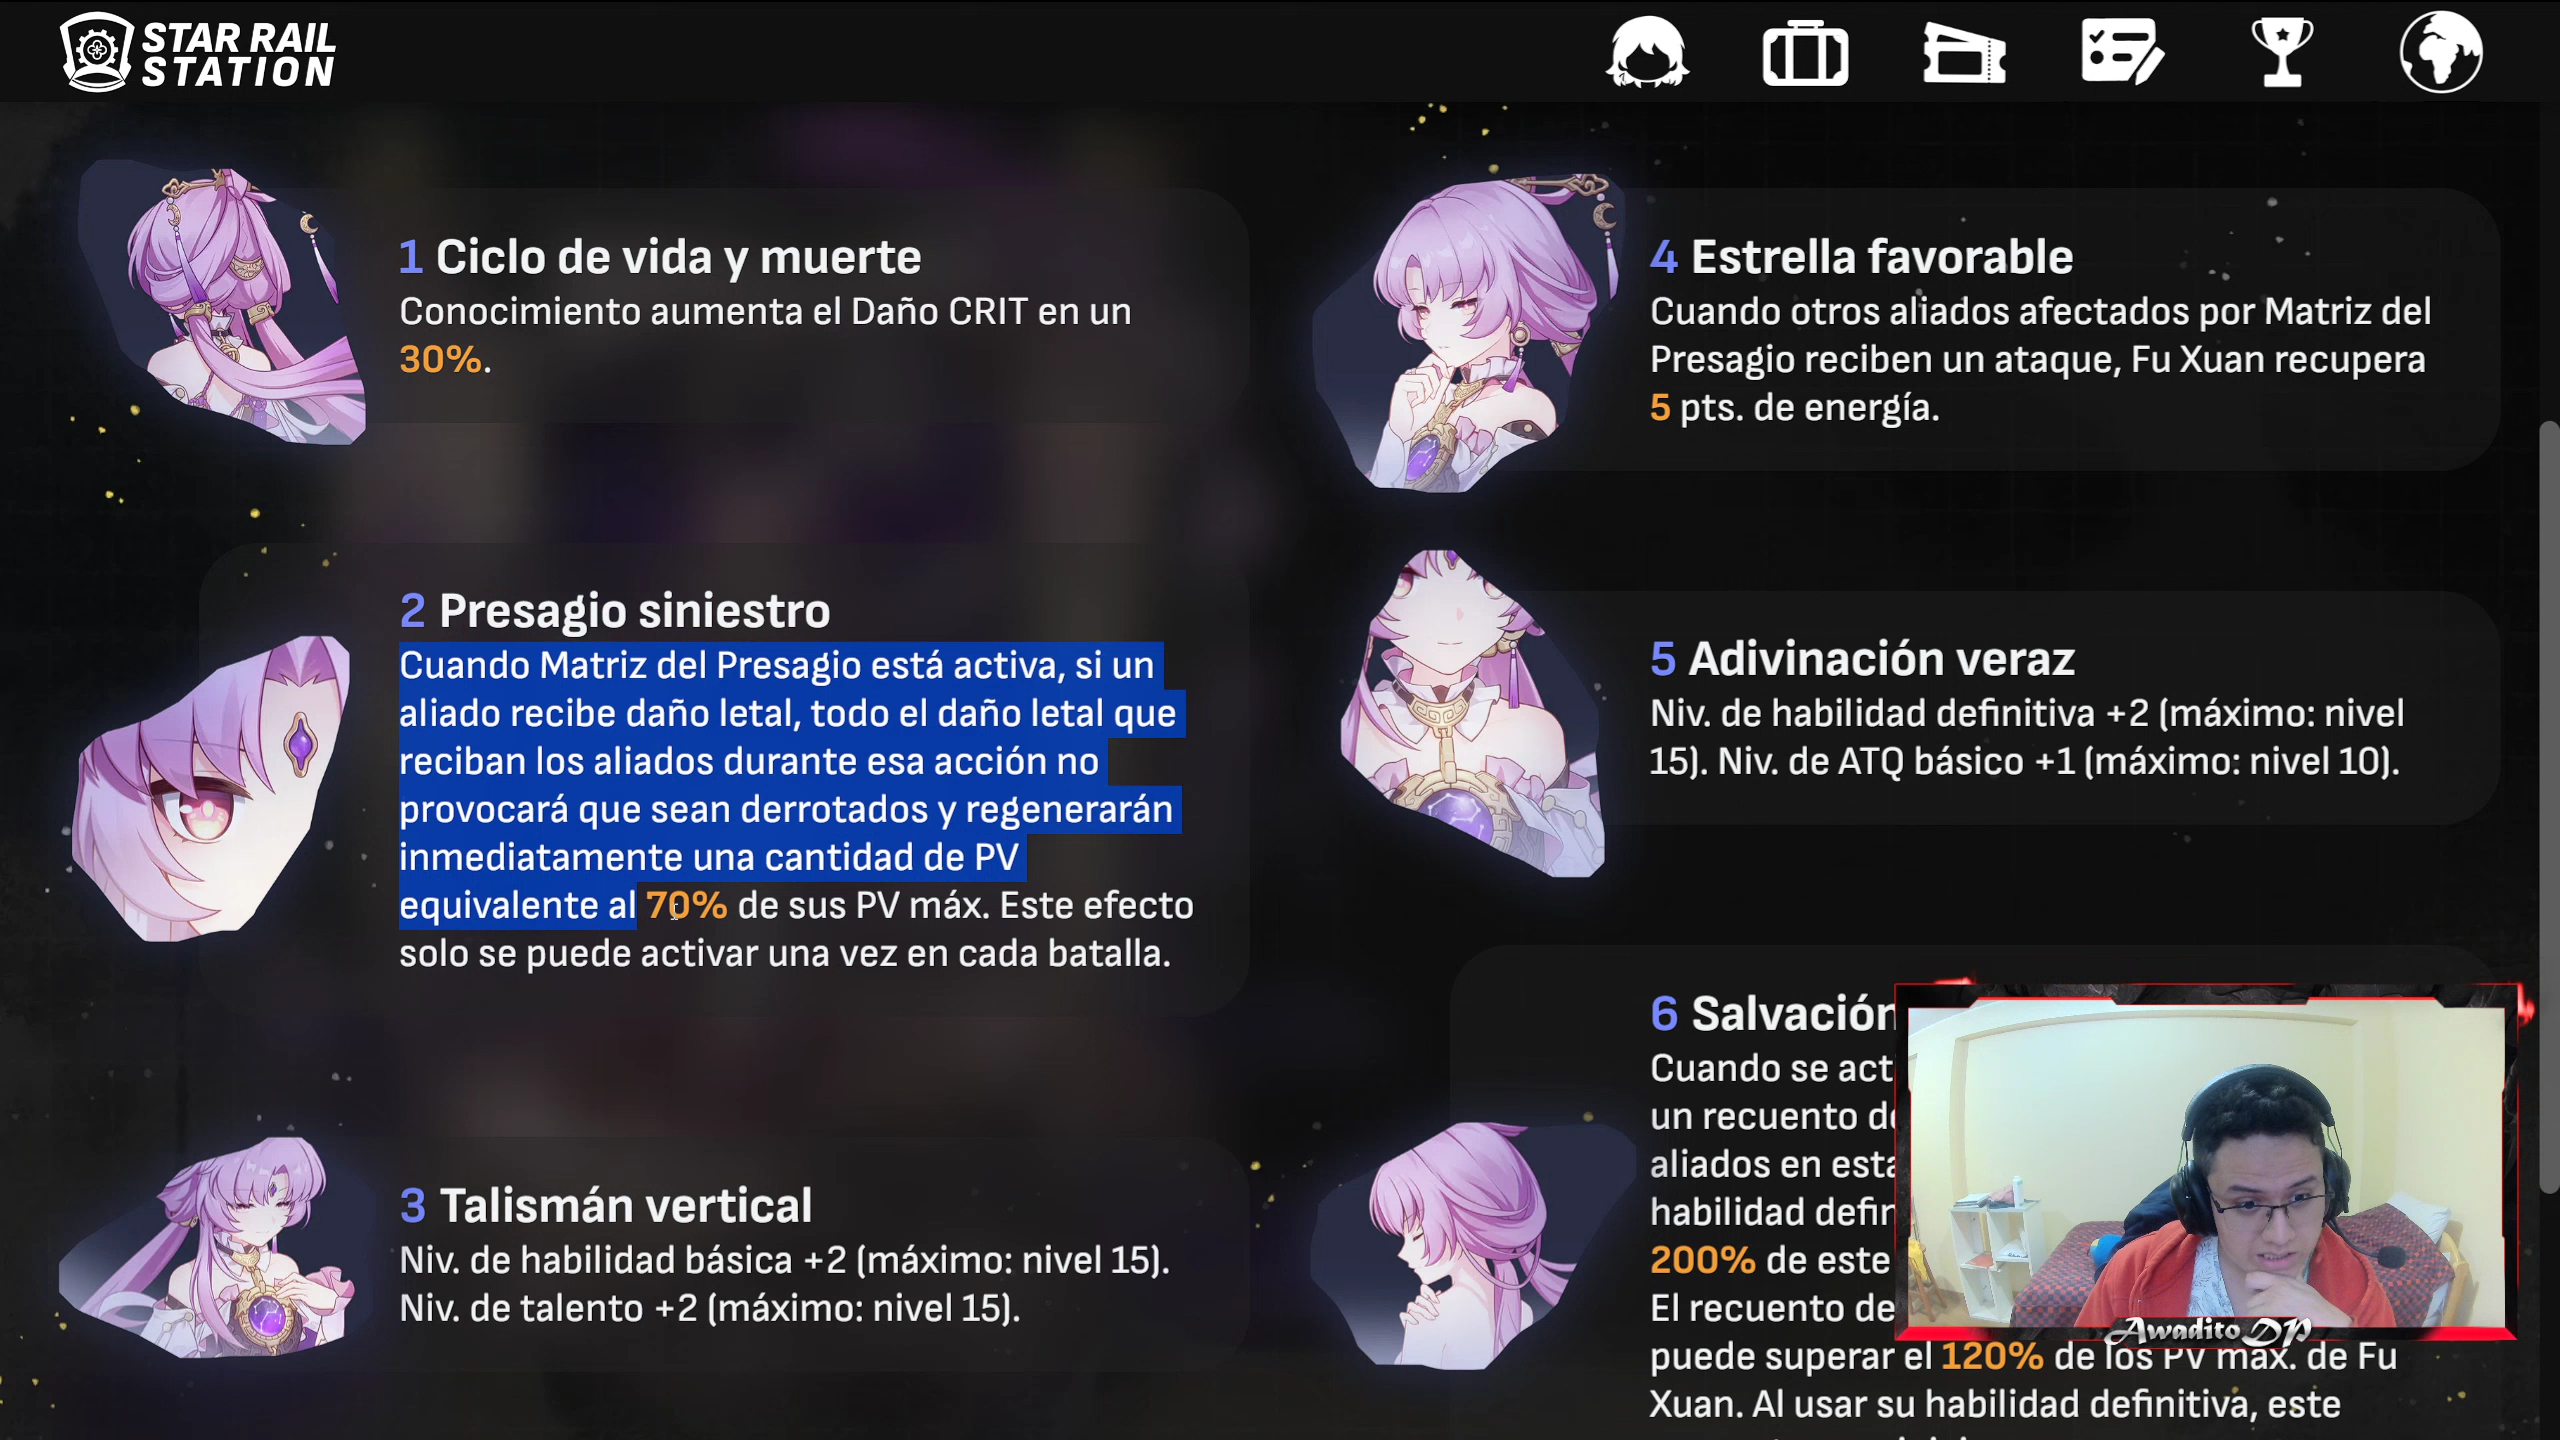 STAR RAIL
STATION
1 Ciclo de vida y muerte
Conocimiento aumenta el Daño CRIT en un
30%.
2 Presagio siniestro
Cuando Matriz del Presagio está activa, si un
aliado recibe daño letal, todo el daño letal que
reciban los aliados durante esa acción no
provocará que sean derrotados y regenerarán
inmediatamente una cantidad de PV
equivalente al 70% de sus PV máx. Este efecto
solo se puede activar una vez en cada batalla.
3 Talismán vertical
Niv. de habilidad básica +2 (máximo: nivel 15).
Niv. de talento +2 (máximo: nivel 15).
4 Estrella favorable
Cuando otros aliados afectados por Matriz del
Presagio reciben un ataque, Fu Xuan recupera
5 pts. de energía.
5 Adivinación veraz
Niv. de habilidad definitiva +2 (máximo: nivel
15). Niv. de ATQ básico +1 (máximo: nivel 10).
6 Salvación
Cuando se
un recuento
aliados en
habilidad
200% de este
El recuento de
puede superar el 120% de los PV máx. de Fu
Xuan. Al usar su habilidad definitiva, este
Awadito DP